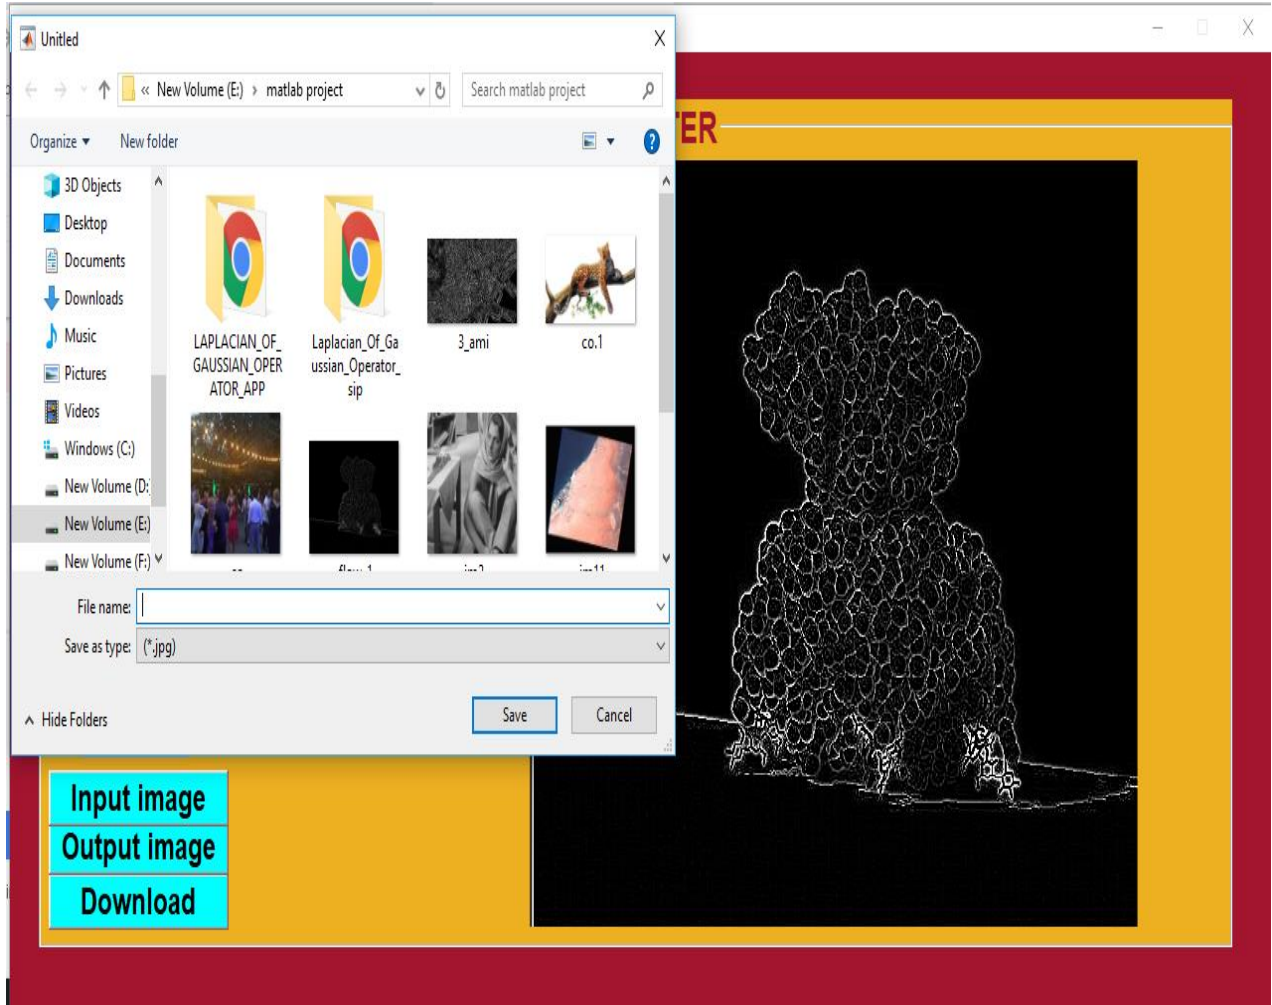 Untitled
X
X
« New Volume (E:) › matlab project
Search matlab project
Organize
New folder
?
TER
3D Objects
Desktop
Documents
Downloads
Music
Pictures
Videos
Windows (C:)
New Volume (D:
New Volume (E:)
New Volume (F:)
LAPLACIAN_OF_
GAUSSIAN_OPER
ATOR_APP
Laplacian_Of_Ga
ussian_Operator_
sip
3_ami
co.1
File name:
Save as type:
(*.jpg)
Hide Folders
Save
Cancel
Input image
Output image
Download